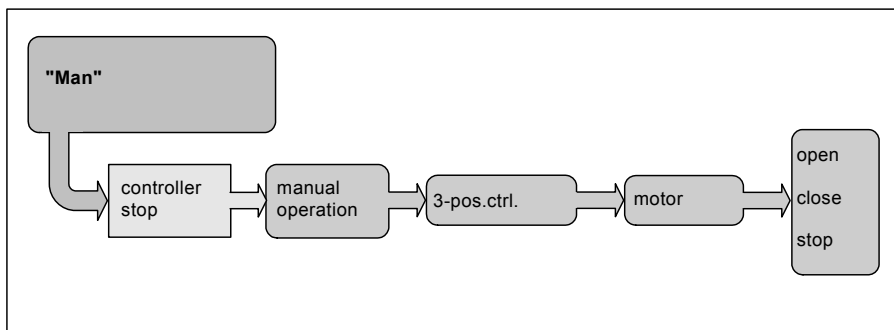 "Man"
controller
stop
manual
operation
3-pos.ctrl.
motor
open
close
stop